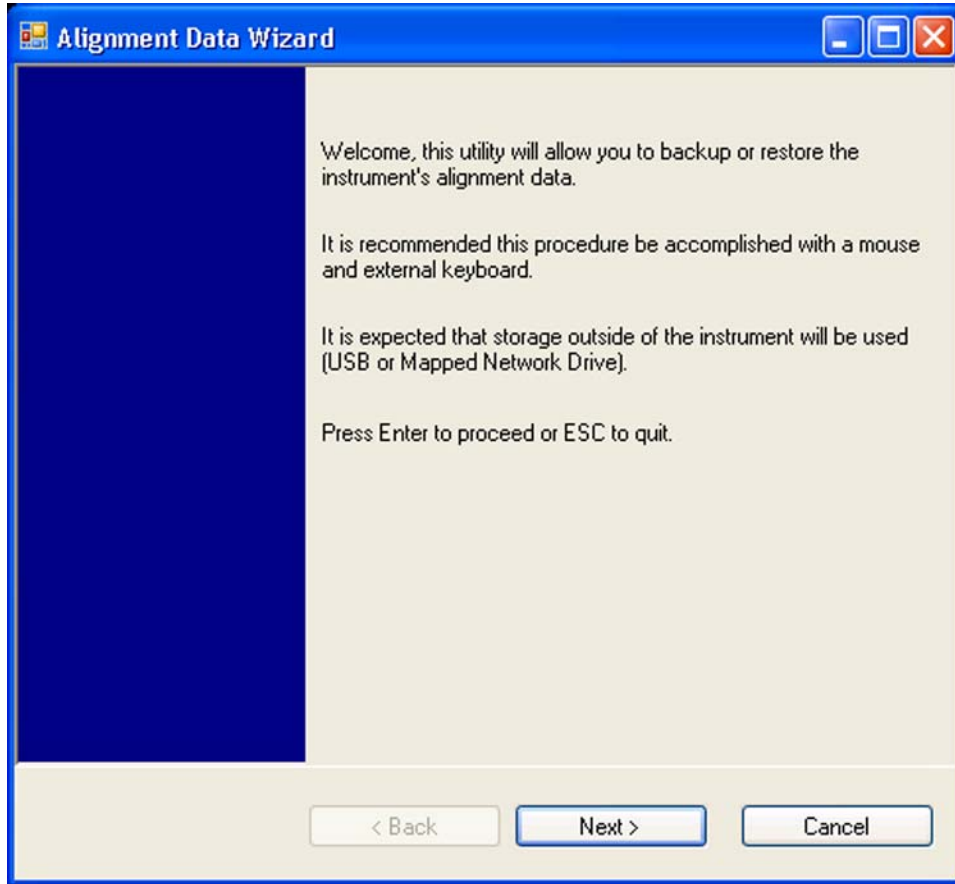 Alignment Data Wizard
Welcome, this utility will allow you to backup or restore the
instrument's alignment data.
It is recommended this procedure be accomplished with a mouse
and external keyboard.
It is expected that storage outside of the instrument will be used
(USB or Mapped Network Drive).
Press Enter to proceed or ESC to quit.
< Back
Next >
Cancel